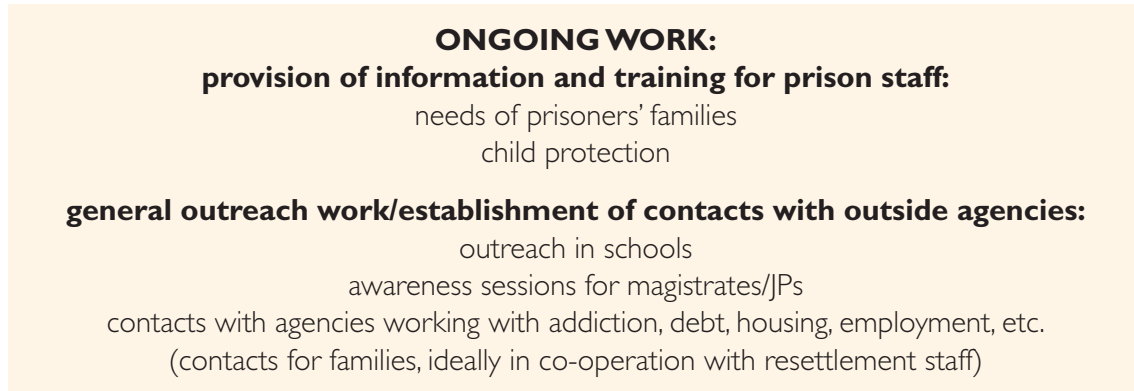 ONGOING WORK:
provision of information and training for prison staff:
needs of prisoners’ families
child protection
general outreach work/establishment of contacts with outside agencies:
outreach in schools
awareness sessions for magistrates/JPs
contacts with agencies working with addiction, debt, housing, employment, etc.
(contacts for families, ideally in co-operation with resettlement staff)